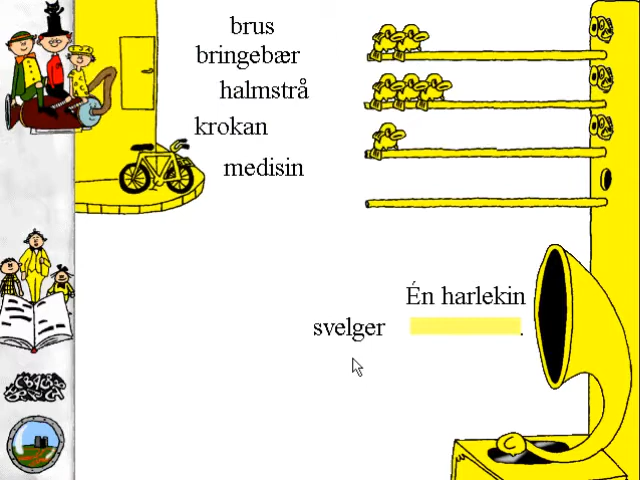 brus
bringebær
halmstrå
krokan
medisin
Én harlekin
svelger .